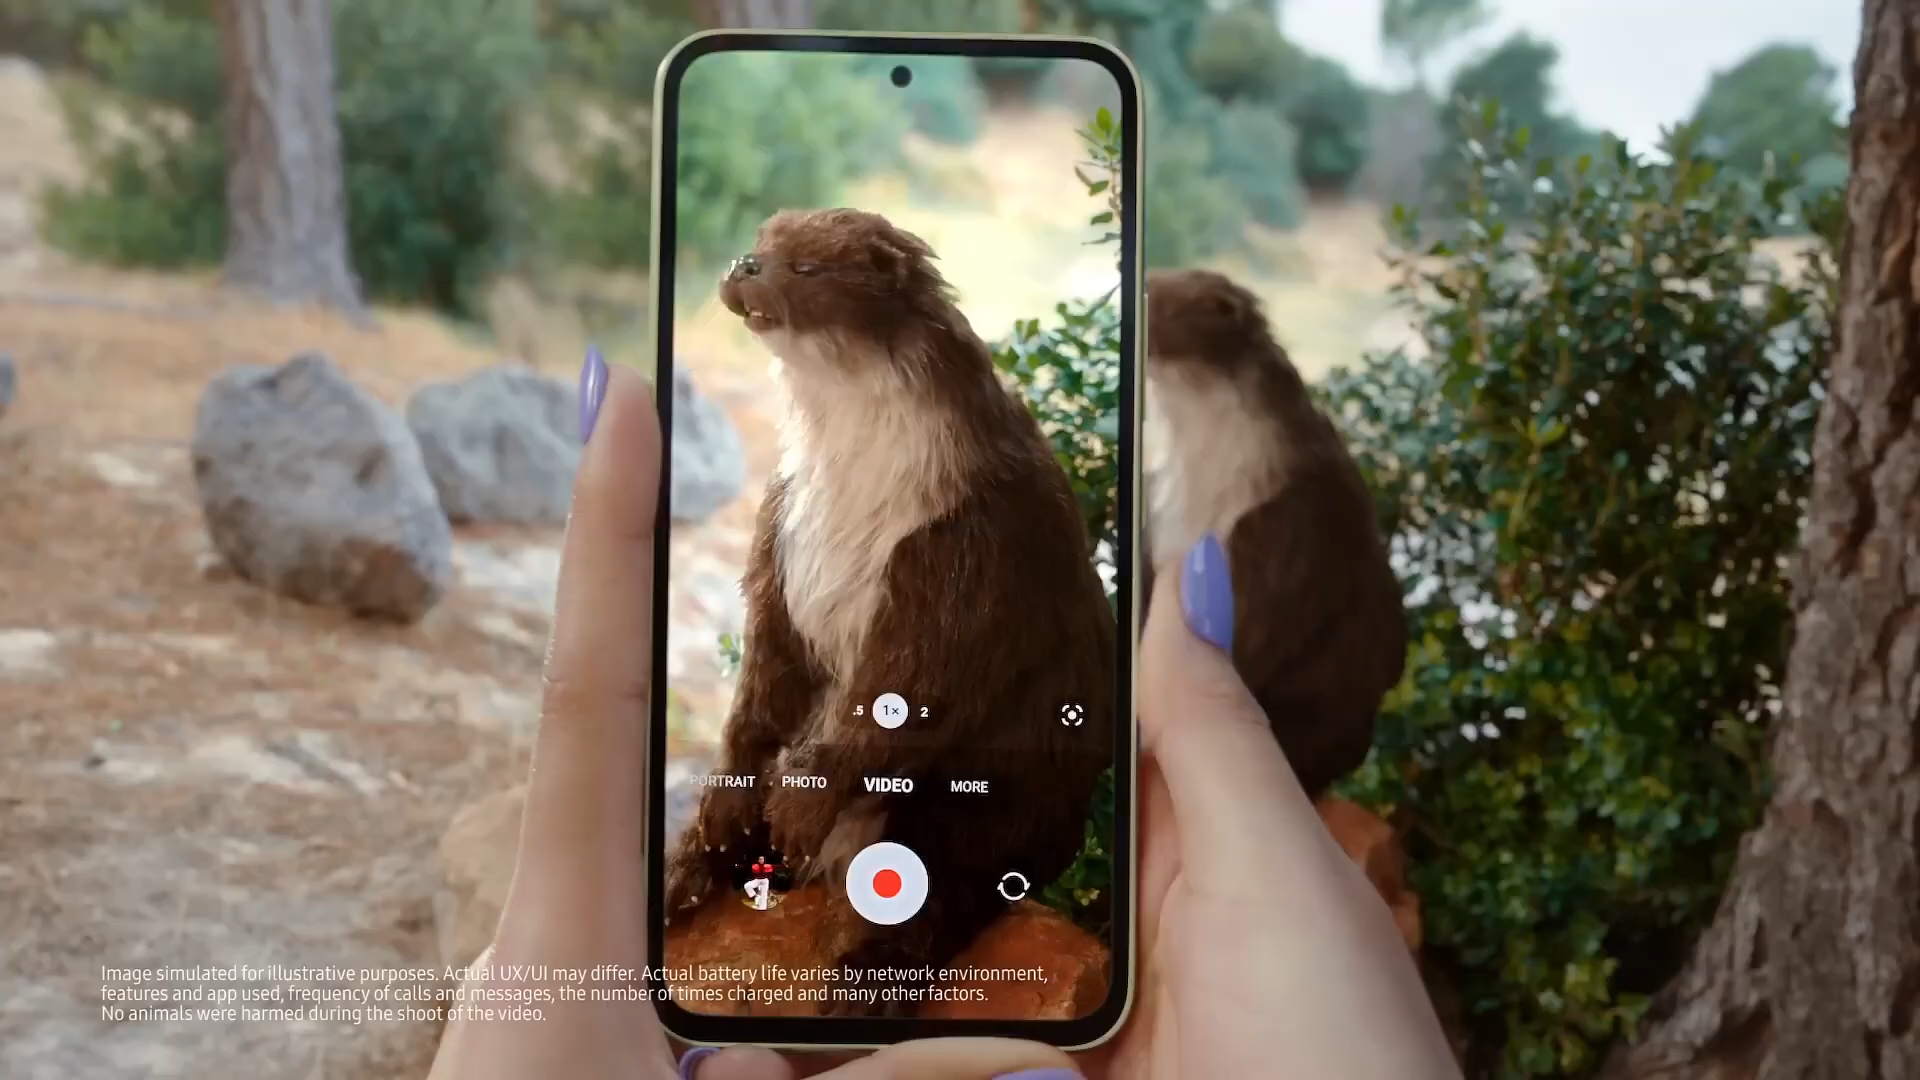 .5 1× 2
PORTRAIT PHOTO VIDEO MORE
Image simulated for illustrative purposes. Actual UX/UI may differ. Actual battery life varies by network environment,
features and app used, frequency of calls and messages, the number of times charged and many other factors.
No animals were harmed during the shoot of the video.